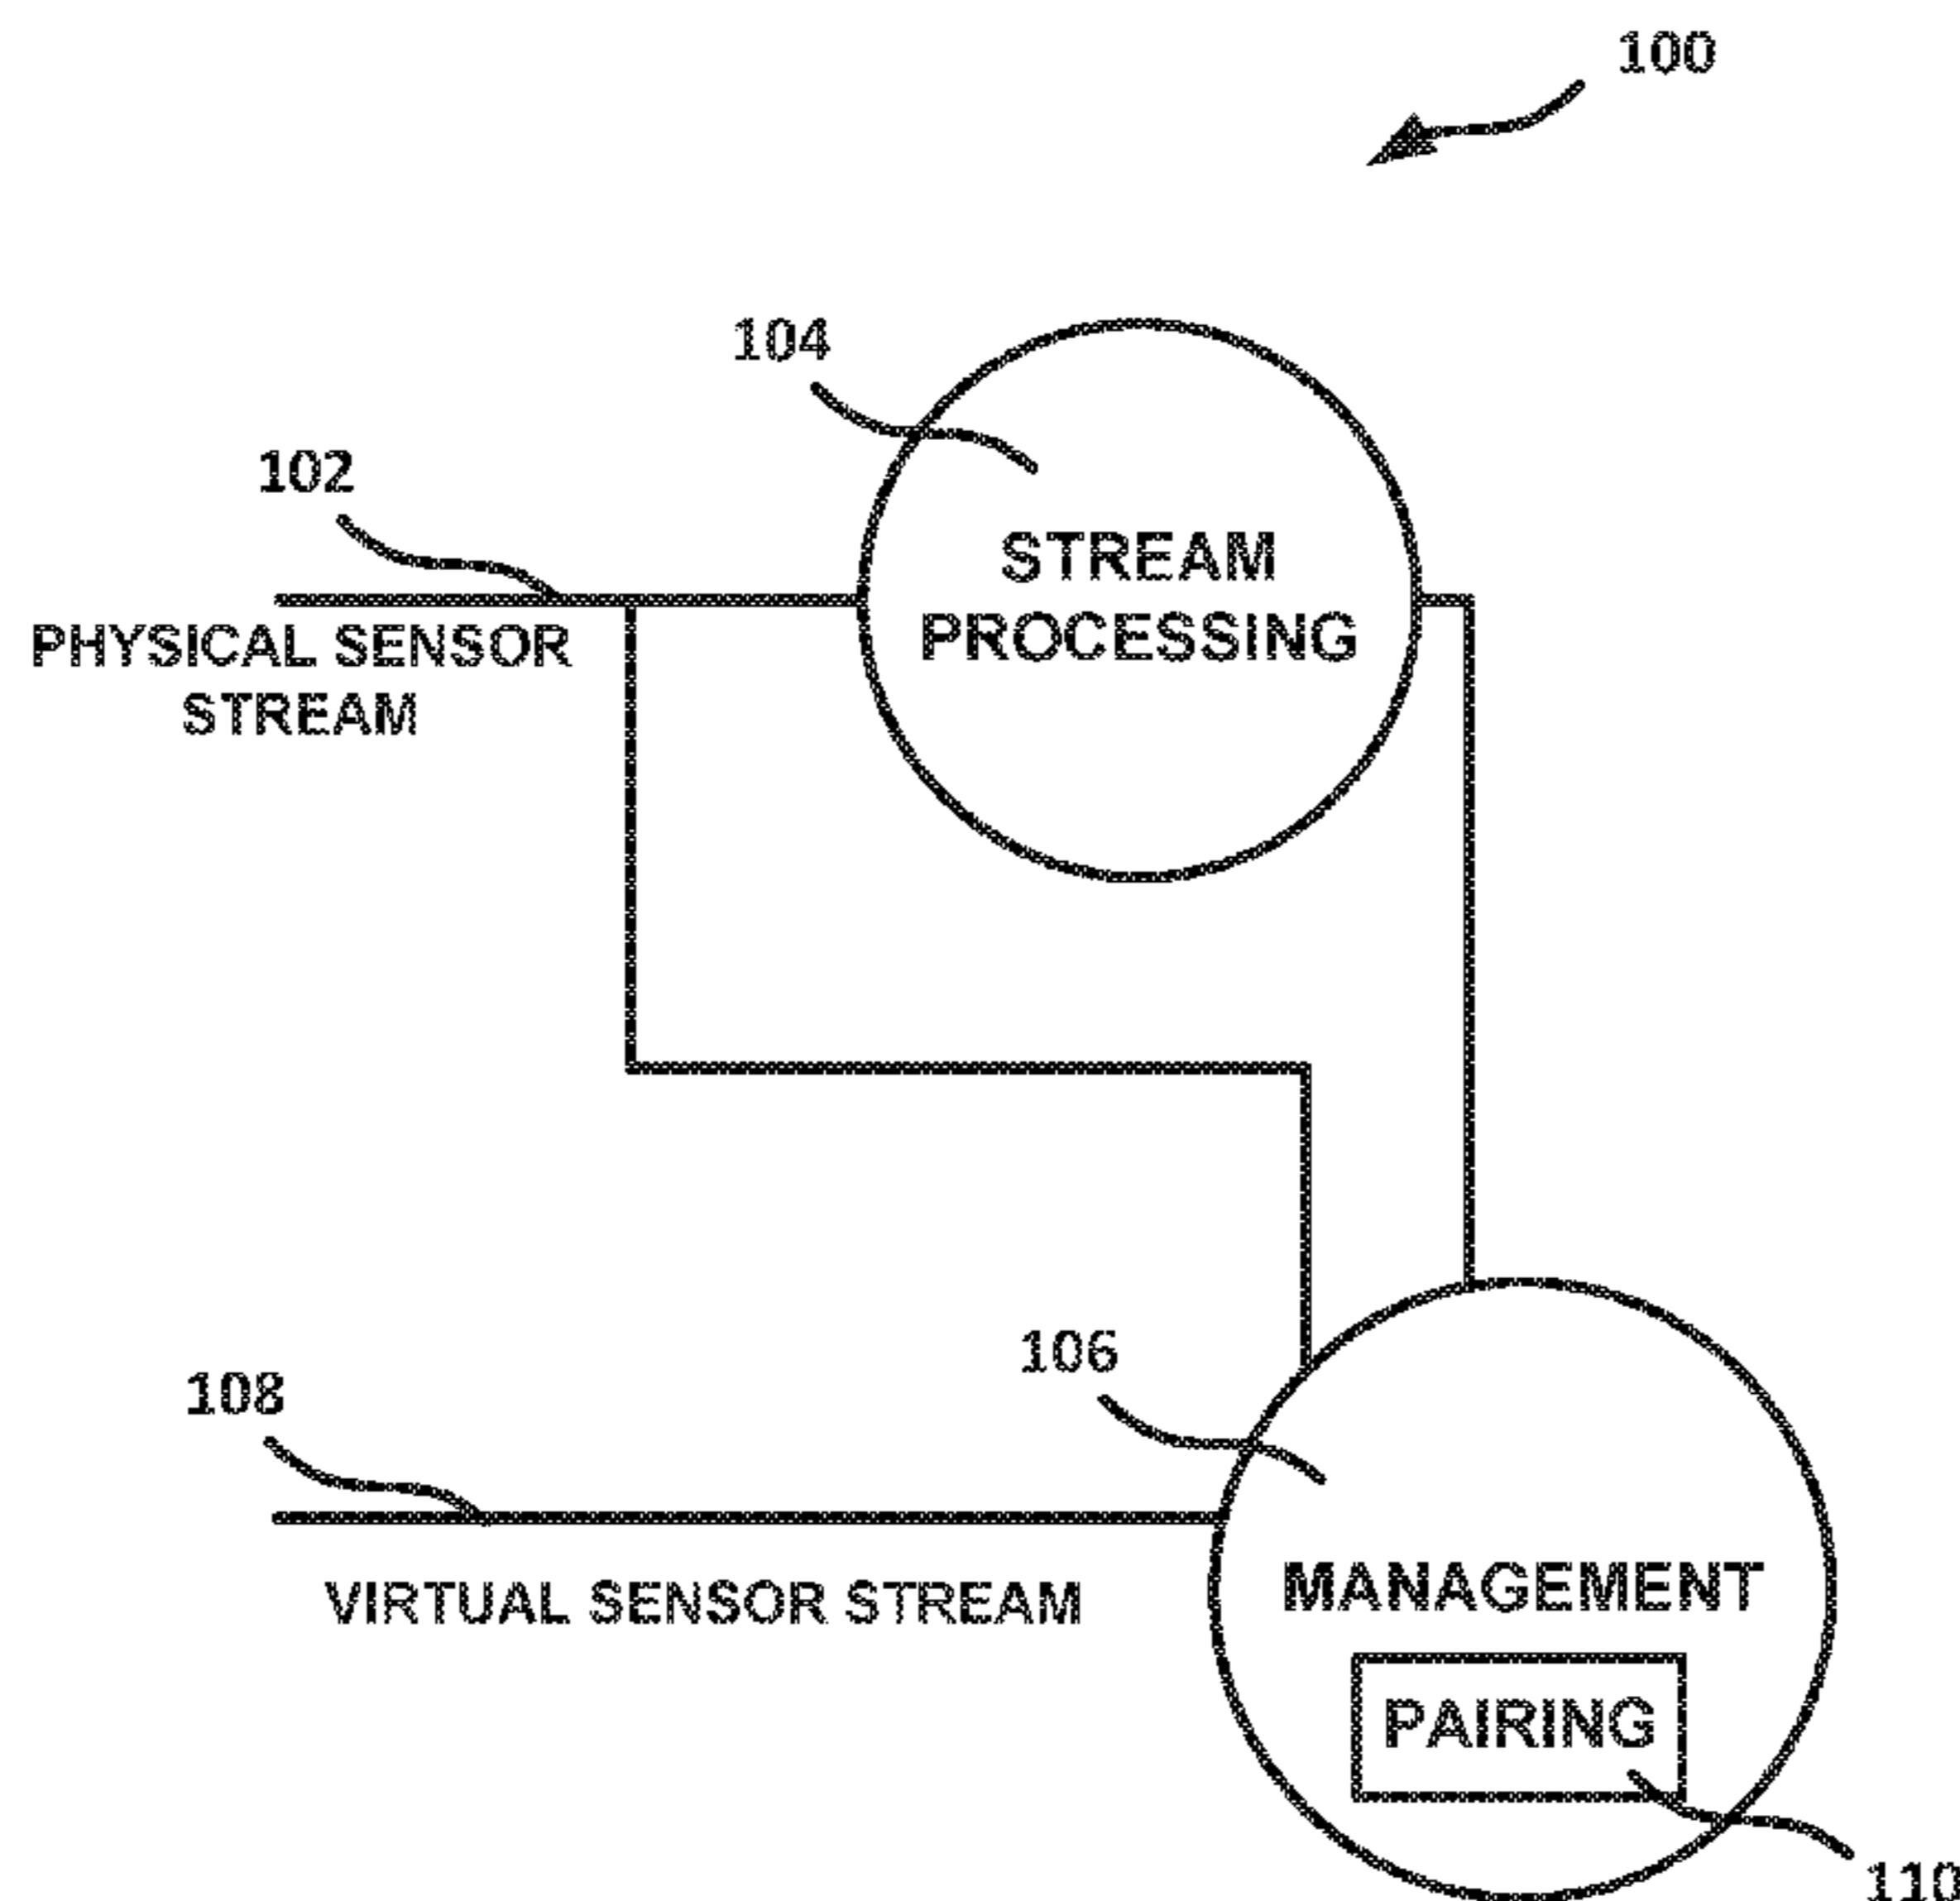 100
104
102
STREAM
PROCESSING
PHYSICAL SENSOR
STREAM
106
108
MANAGEMENT
VIRTUAL SENSOR STREAM
PAIRING
110